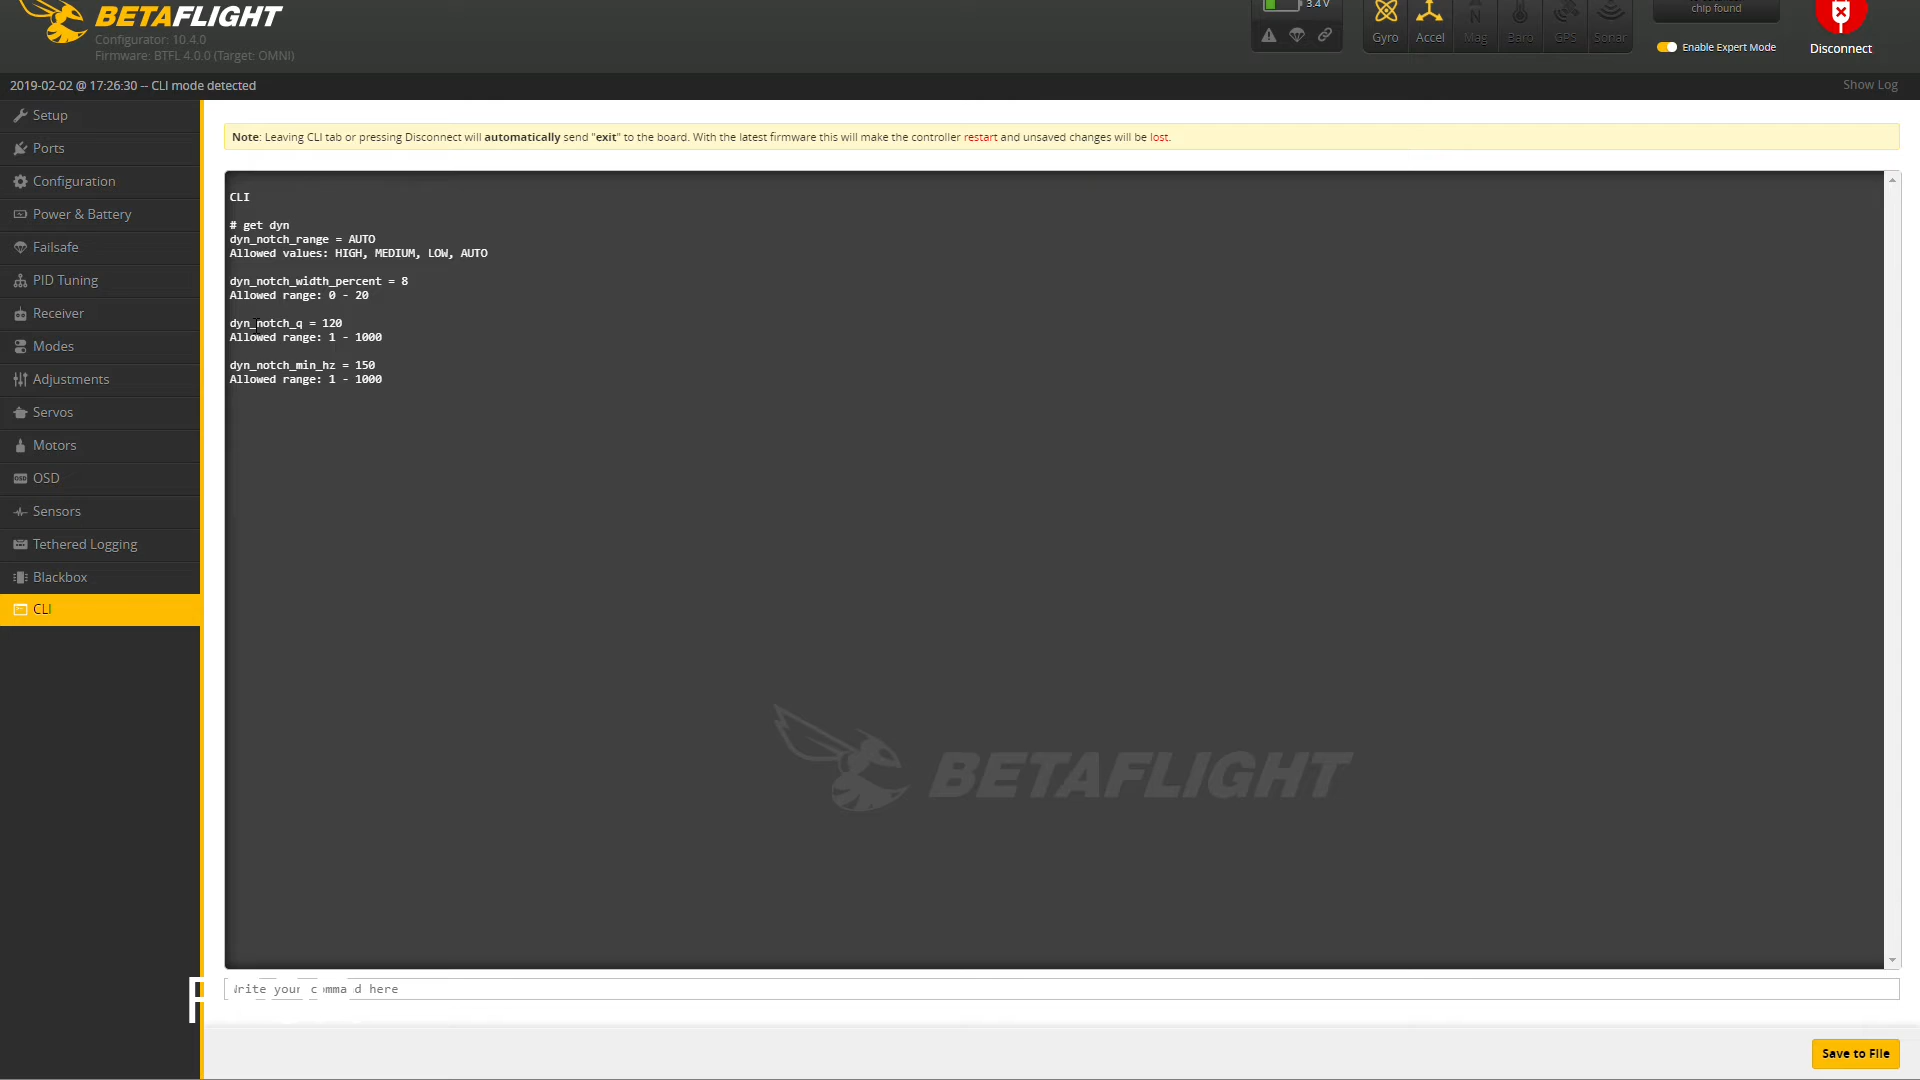 BETAFLIGHT
Configurator: 10.4.0
Firmware: BTFL 4.0.0 (Target: OMNI)
3.4 V
Gyro
Accel
Mag
Baro
GPS
Sonar
chip found
Enable Expert Mode
Disconnect
2019-02-02 @ 17:26:30 -- CLI mode detected
Show Log
Setup
Ports
Configuration
Power & Battery
Failsafe
PID Tuning
Receiver
Modes
Adjustments
Servos
Motors
OSD
Sensors
Tethered Logging
Blackbox
CLI
Note: Leaving CLI tab or pressing Disconnect will automatically send "exit" to the board. With the latest firmware this will make the controller restart and unsaved changes will be lost.
CLI
# get dyn
dyn_notch_range = AUTO
Allowed values: HIGH, MEDIUM, LOW, AUTO
dyn_notch_width_percent = 8
Allowed range: 0 - 20
dyn_notch_q = 120
Allowed range: 1 - 1000
dyn_notch_min_hz = 150
Allowed range: 1 - 1000
BETAFLIGHT
Write your command here
Save to File